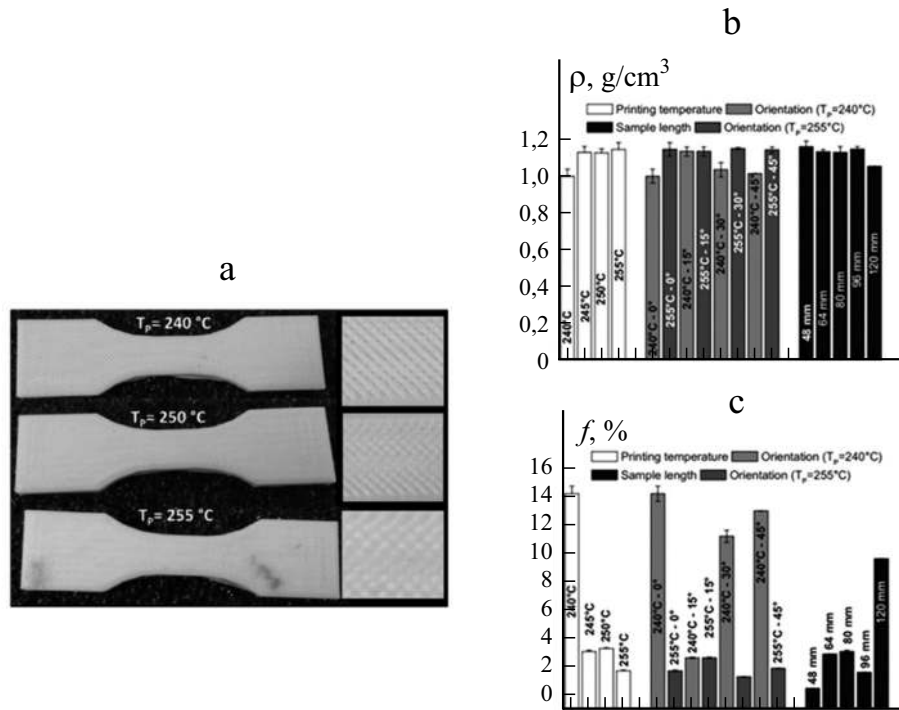 a
T_P= 240 °C
T_P= 250 °C
T_P= 255 °C
b
ρ, g/cm³
Printing temperature
Orientation (T_P=240°C)
Sample length
Orientation (T_P=255°C)
1,2
1,0
0,8
0,6
0,4
0,2
0
240°C
245°C
250°C
255°C
240°C - 0°
255°C - 0°
240°C - 15°
255°C - 15°
240°C - 30°
255°C - 30°
240°C - 45°
255°C - 45°
48 mm
64 mm
80 mm
96 mm
120 mm
c
f, %
Printing temperature
Orientation (T_P=240°C)
Sample length
Orientation (T_P=255°C)
16
14
12
10
8
6
4
2
0
240°C
245°C
250°C
255°C
240°C - 0°
255°C - 0°
240°C - 15°
255°C - 15°
240°C - 30°
240°C - 45°
255°C - 45°
48 mm
64 mm
80 mm
96 mm
120 mm